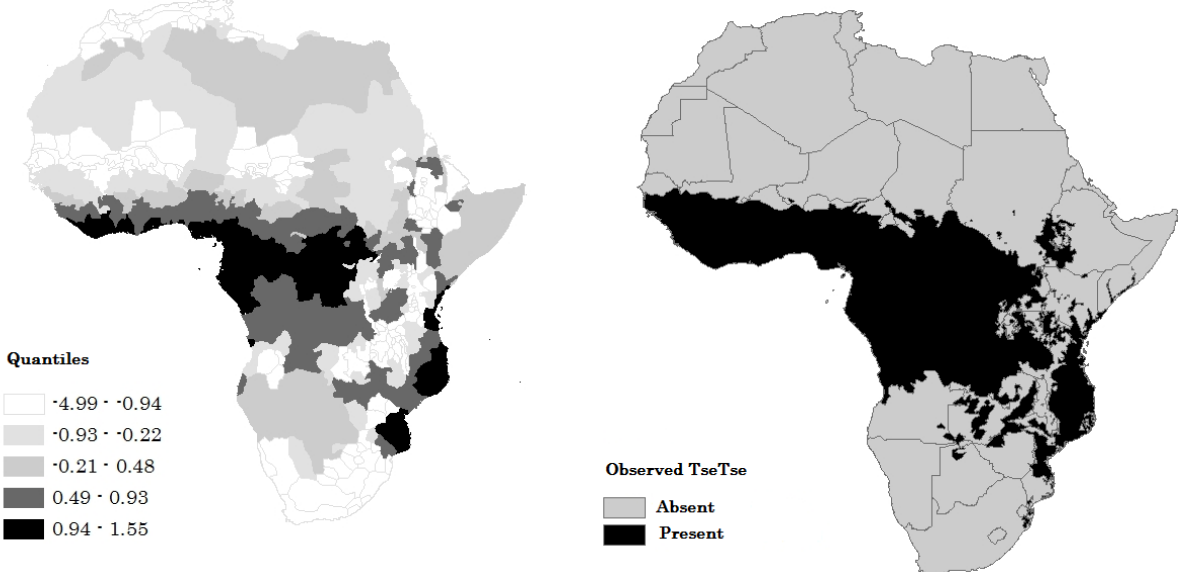 Quantiles
-4.99 - -0.94
-0.93 - -0.22
-0.21 - 0.48
0.49 - 0.93
0.94 - 1.55
Observed TseTse
Absent
Present